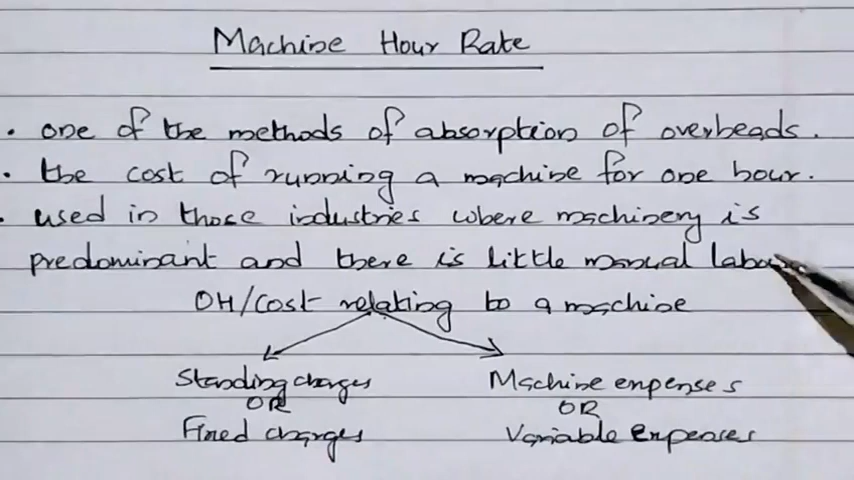 Machine Hour Rate
• one of the methods of absorption of overheads.
• the cost of running a machine for one hour.
• used in those industries where machinery is
predominant and there is little manual
OH/cost relating to a machine
Standing charges Machine expenses
OR OR
Fixed charges Variable expenses